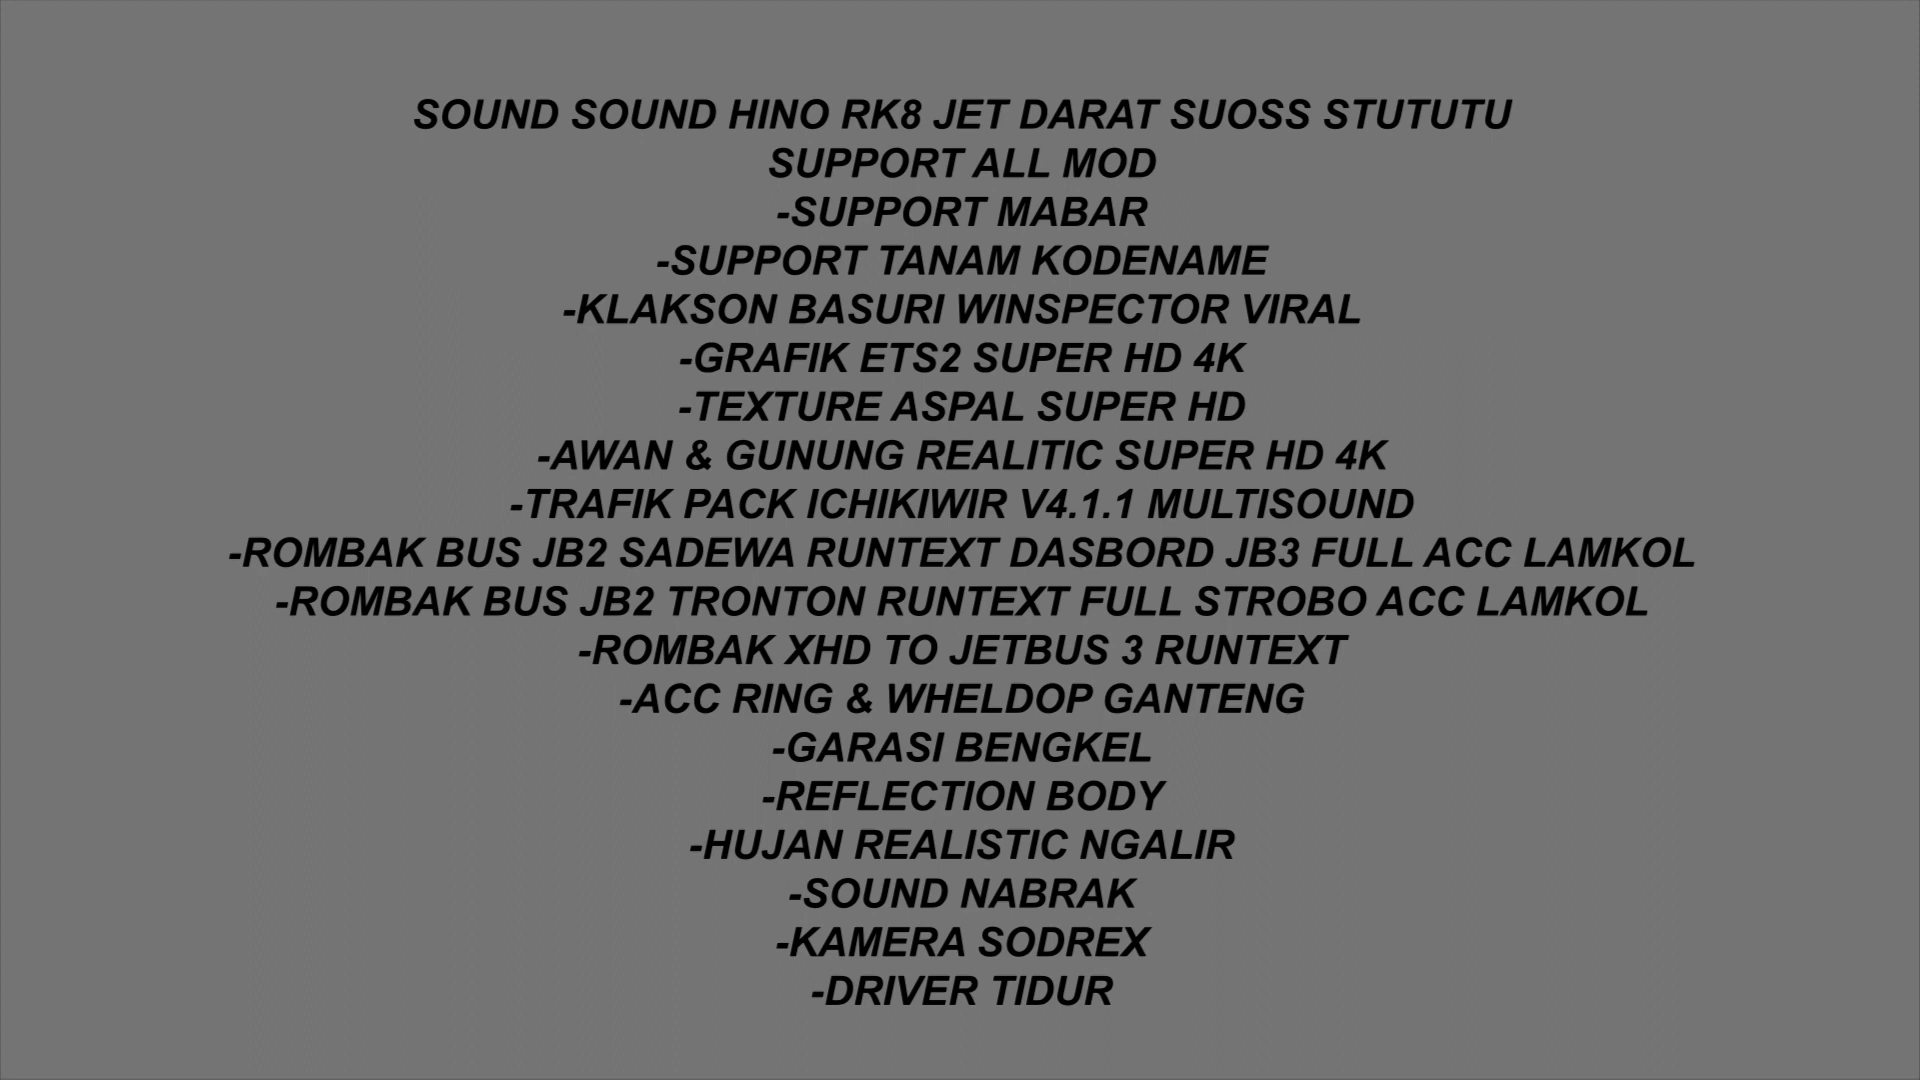 SOUND SOUND HINO RK8 JET DARAT SUOSS STUTUTU
SUPPORT ALL MOD
-SUPPORT MABAR
-SUPPORT TANAM KODENAME
-KLAKSON BASURI WINSPECTOR VIRAL
-GRAFIK ETS2 SUPER HD 4K
-TEXTURE ASPAL SUPER HD
-AWAN & GUNUNG REALITIC SUPER HD 4K
-TRAFIK PACK ICHIKIWIR V4.1.1 MULTISOUND
-ROMBAK BUS JB2 SADEWA RUNTEXT DASBORD JB3 FULL ACC LAMKOL
-ROMBAK BUS JB2 TRONTON RUNTEXT FULL STROBO ACC LAMKOL
-ROMBAK XHD TO JETBUS 3 RUNTEXT
-ACC RING & WHELDOP GANTENG
-GARASI BENGKEL
-REFLECTION BODY
-HUJAN REALISTIC NGALIR
-SOUND NABRAK
-KAMERA SODREX
-DRIVER TIDUR